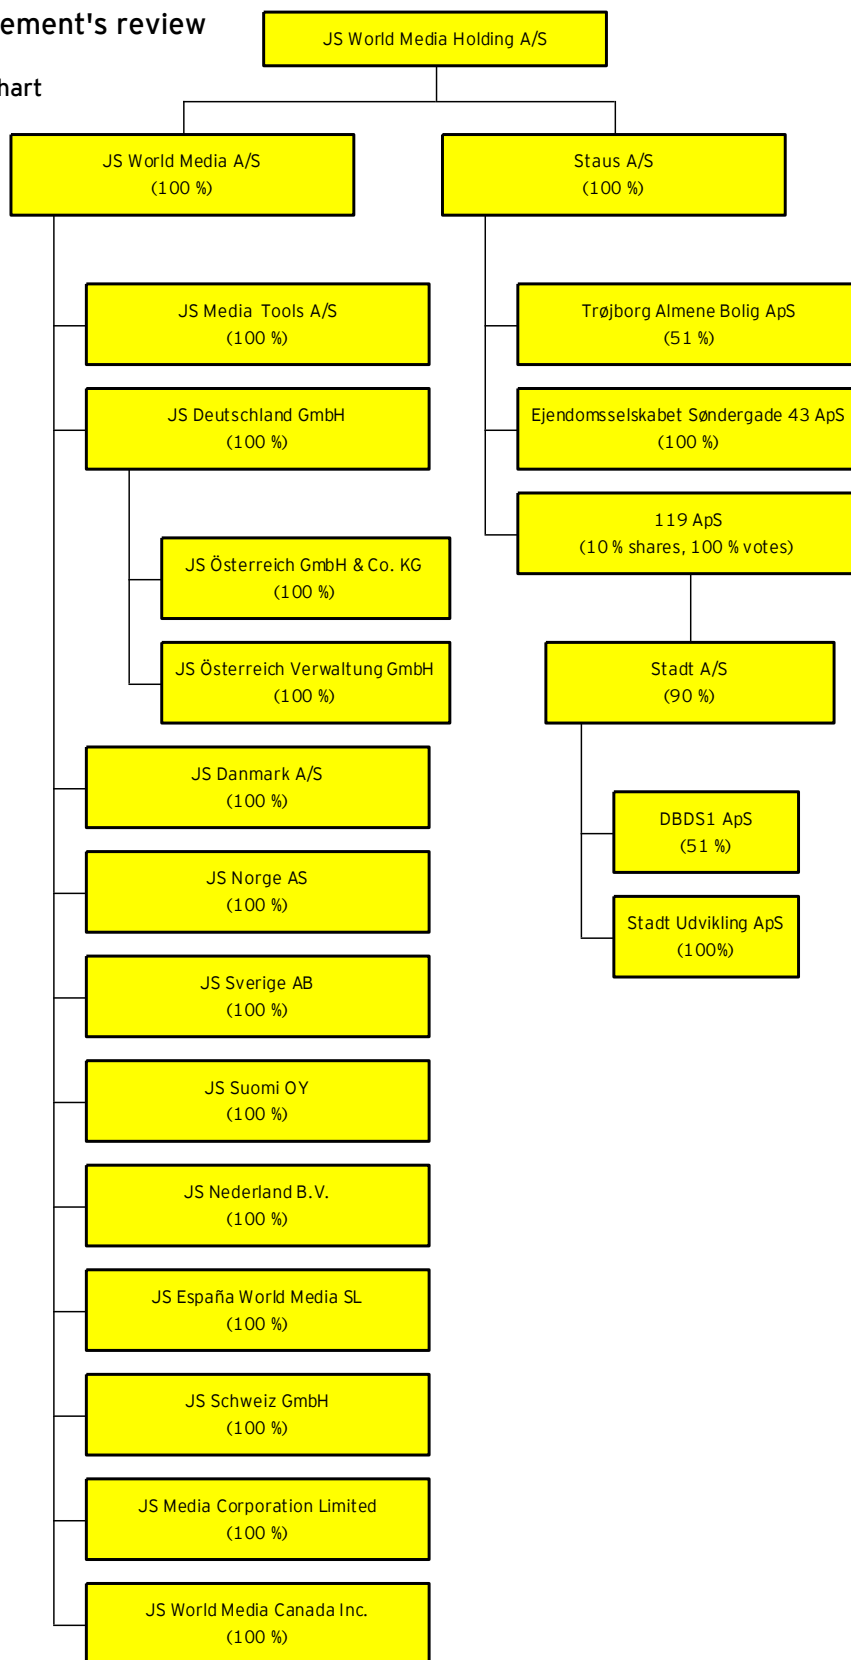 ement's review
hart
JS World Media Holding A/S
JS World Media A/S
(100 %)
Staus A/S
(100 %)
JS Media Tools A/S
(100 %)
Trøjborg Almene Bolig ApS
(51 %)
JS Deutschland GmbH
(100 %)
Ejendomsselskabet Søndergade 43 ApS
(100 %)
119 ApS
(10 % shares, 100 % votes)
JS Österreich GmbH & Co. KG
(100 %)
JS Österreich Verwaltung GmbH
(100 %)
Stadt A/S
(90 %)
JS Danmark A/S
(100 %)
DBDS1 ApS
(51 %)
JS Norge AS
(100 %)
Stadt Udvikling ApS
(100%)
JS Sverige AB
(100 %)
JS Suomi OY
(100 %)
JS Nederland B.V.
(100 %)
JS España World Media SL
(100 %)
JS Schweiz GmbH
(100 %)
JS Media Corporation Limited
(100 %)
JS World Media Canada Inc.
(100 %)